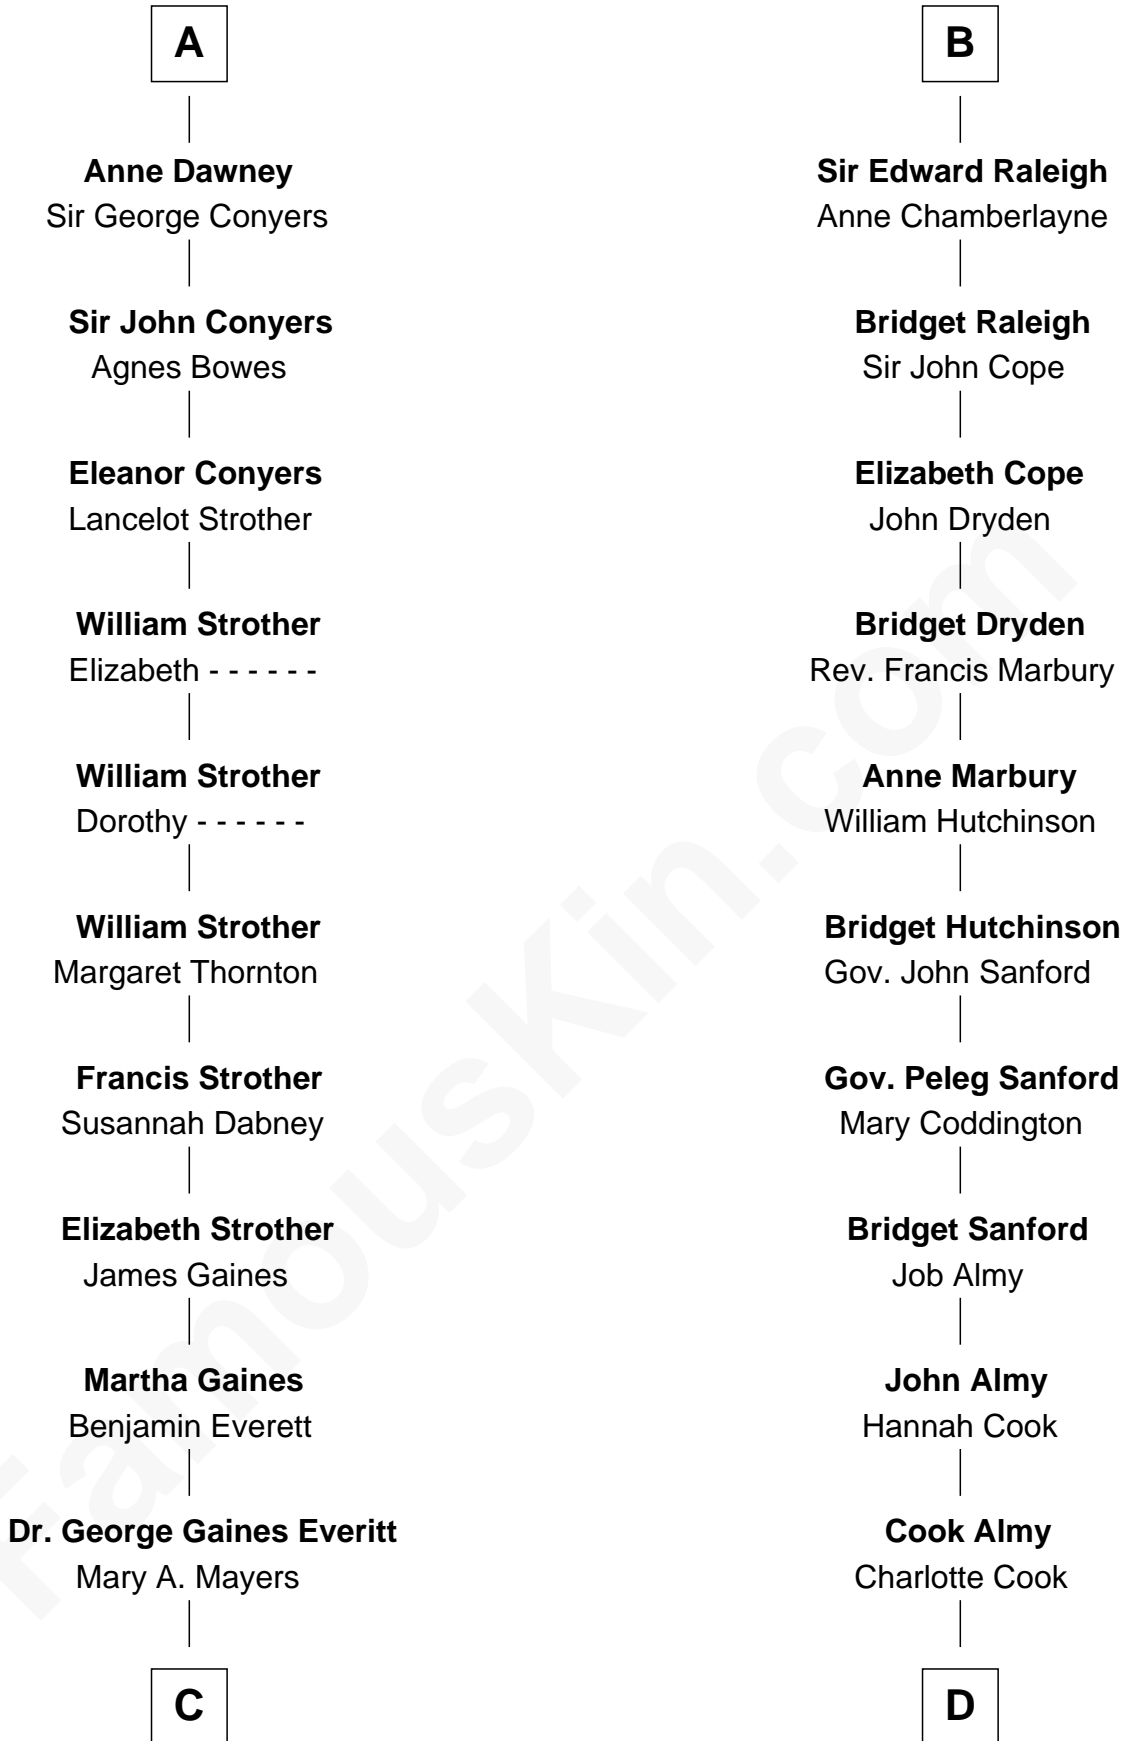 A
Anne Dawney
Sir George Conyers
Sir John Conyers
Agnes Bowes
Eleanor Conyers
Lancelot Strother
William Strother
Elizabeth - - - - - -
William Strother
Dorothy - - - - - -
William Strother
Margaret Thornton
Francis Strother
Susannah Dabney
Elizabeth Strother
James Gaines
Martha Gaines
Benjamin Everett
Dr. George Gaines Everitt
Mary A. Mayers
C
B
Sir Edward Raleigh
Anne Chamberlayne
Bridget Raleigh
Sir John Cope
Elizabeth Cope
John Dryden
Bridget Dryden
Rev. Francis Marbury
Anne Marbury
William Hutchinson
Bridget Hutchinson
Gov. John Sanford
Gov. Peleg Sanford
Mary Coddington
Bridget Sanford
Job Almy
John Almy
Hannah Cook
Cook Almy
Charlotte Cook
D
FamousKin.com